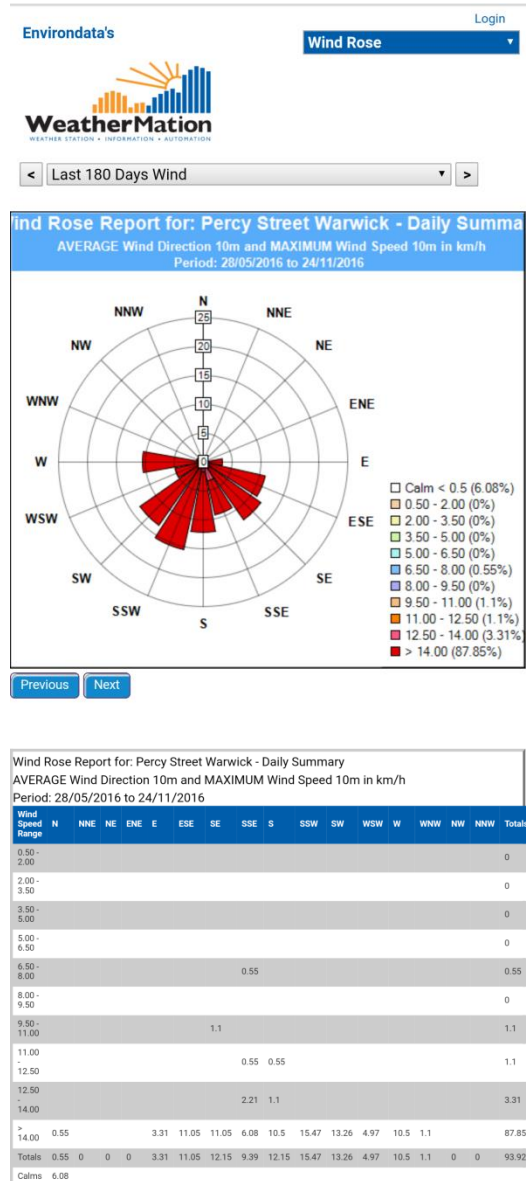 Login
Environdata's
Wind Rose
WeatherMation
WEATHER STATION • INFORMATION • AUTOMATION
< Last 180 Days Wind >
ind Rose Report for: Percy Street Warwick - Daily Summa
AVERAGE Wind Direction 10m and MAXIMUM Wind Speed 10m in km/h
Period: 28/05/2016 to 24/11/2016
N
NNW NNE
25
NW 20 NE
15
WNW 10 ENE
5
W 0 E
Calm < 0.5 (6.08%)
0.50 - 2.00 (0%)
WSW ESE 2.00 - 3.50 (0%)
3.50 - 5.00 (0%)
5.00 - 6.50 (0%)
SW SE 6.50 - 8.00 (0.55%)
8.00 - 9.50 (0%)
SSW SSE 9.50 - 11.00 (1.1%)
S 11.00 - 12.50 (1.1%)
12.50 - 14.00 (3.31%)
> 14.00 (87.85%)
Previous Next
Wind Rose Report for: Percy Street Warwick - Daily Summary
AVERAGE Wind Direction 10m and MAXIMUM Wind Speed 10m in km/h
Period: 28/05/2016 to 24/11/2016
Wind
Speed N NNE NE ENE E ESE SE SSE S SSW SW WSW W WNW NW NNW Totals
Range
0.50 -
2.00 0
2.00 -
3.50 0
3.50 -
5.00 0
5.00 -
6.50 0
6.50 -
8.00 0.55 0.55
8.00 -
9.50 0
9.50 -
11.00 1.1 1.1
11.00
- 0.55 0.55 1.1
12.50
12.50
- 2.21 1.1 3.31
14.00
>
14.00 0.55 3.31 11.05 11.05 6.08 10.5 15.47 13.26 4.97 10.5 1.1 87.85
Totals 0.55 0 0 0 3.31 11.05 12.15 9.39 12.15 15.47 13.26 4.97 10.5 1.1 0 0 93.92
Calms 6.08